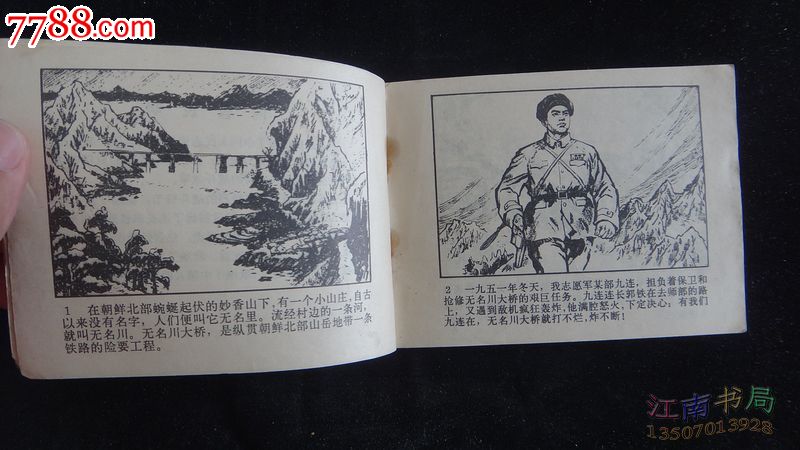 7788.com
1 在朝鲜北部蜿蜒起伏的妙香山下，有一个小山庄，自古
以来没有名字，人们便叫它无名里。流经村边的一条河，
就叫无名川。无名川大桥，是纵贯朝鲜北部山岳地带一条
铁路的险要工程。
2 一九五一年冬天，我志愿军某部九连，担负着保卫和
抢修无名川大桥的艰巨任务。九连连长郭铁在去师部的路
上，又遇到敌机疯狂轰炸，他满腔怒火，下定决心；有我们
九连在，无名川大桥就打不烂，炸不断！
江南书局
13507013928